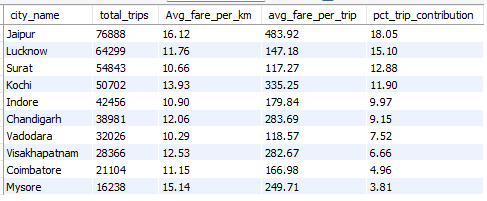 city_name total_trips Avg_fare_per_km avg_fare_per_trip pct_trip_contribution
Jaipur 76888 16.12 483.92 18.05
Lucknow 64299 11.76 147.18 15.10
Surat 54843 10.66 117.27 12.88
Kochi 50702 13.93 335.25 11.90
Indore 42456 10.90 179.84 9.97
Chandigarh 38981 12.06 283.69 9.15
Vadodara 32026 10.29 118.57 7.52
Visakhapatnam 28366 12.53 282.67 6.66
Coimbatore 21104 11.15 166.98 4.96
Mysore 16238 15.14 249.71 3.81